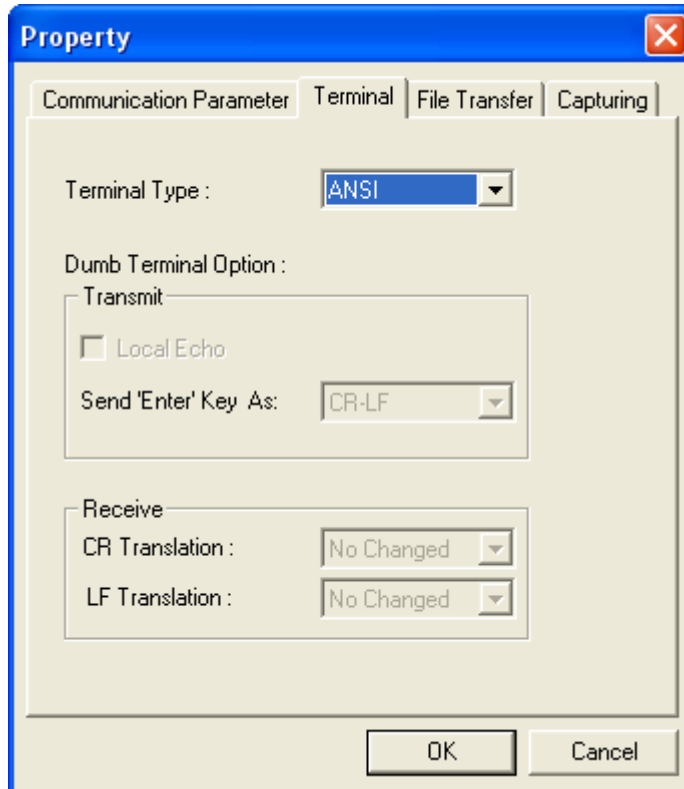 Property
Communication Parameter Terminal File Transfer Capturing
Terminal Type : ANSI
Dumb Terminal Option :
Transmit
Local Echo
Send 'Enter' Key As: CR-LF
Receive
CR Translation : No Changed
LF Translation : No Changed
OK Cancel